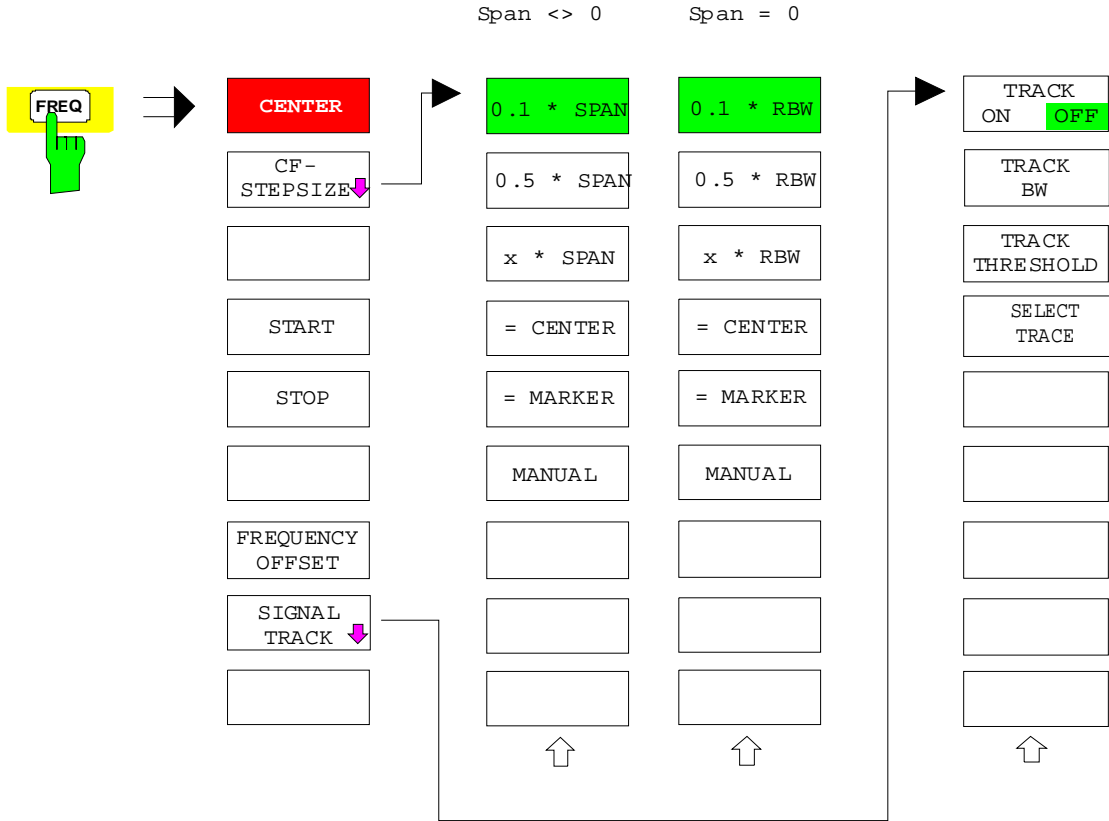 Span <> 0
Span = 0
FREQ
CENTER
CF-
STEPSIZE
START
STOP
FREQUENCY
OFFSET
SIGNAL
TRACK
0.1 * SPAN
0.5 * SPAN
x * SPAN
= CENTER
= MARKER
MANUAL
0.1 * RBW
0.5 * RBW
x * RBW
= CENTER
= MARKER
MANUAL
TRACK
ON OFF
TRACK
BW
TRACK
THRESHOLD
SELECT
TRACE